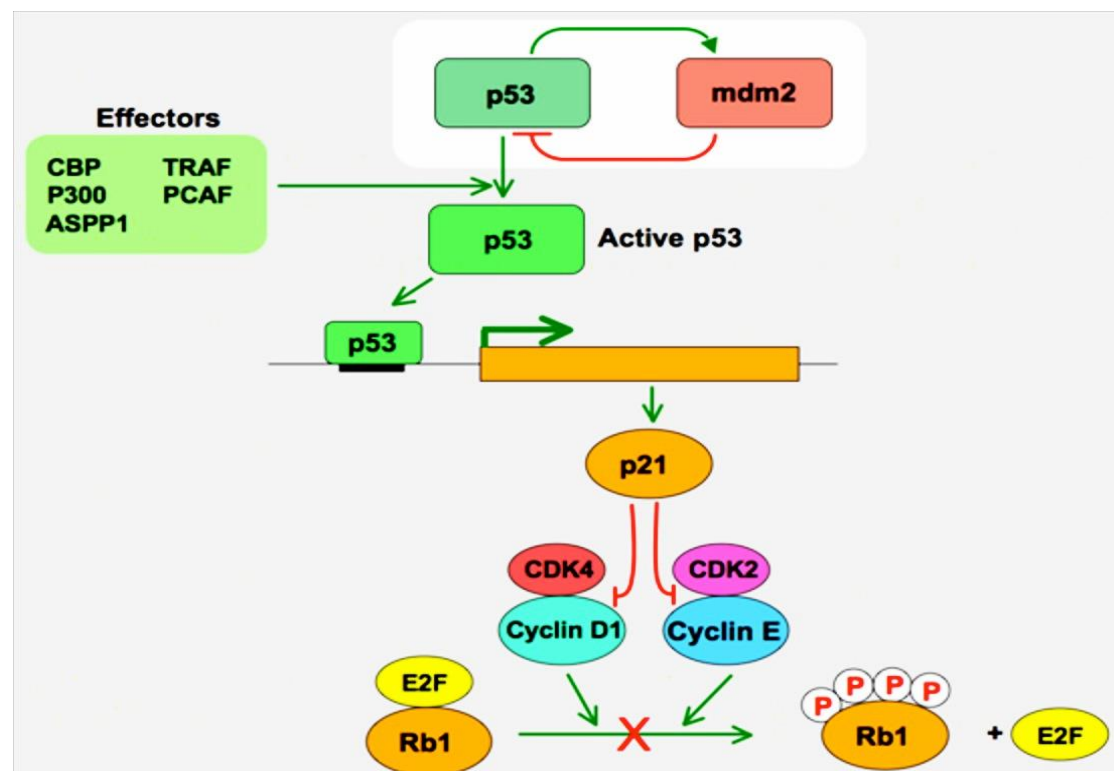 p53
mdm2
Effectors
CBP TRAF
P300 PCAF
ASPP1
p53
Active p53
p53
p21
CDK4
CDK2
Cyclin D1
Cyclin E
E2F
Rb1
X
P P P P
Rb1
+
E2F